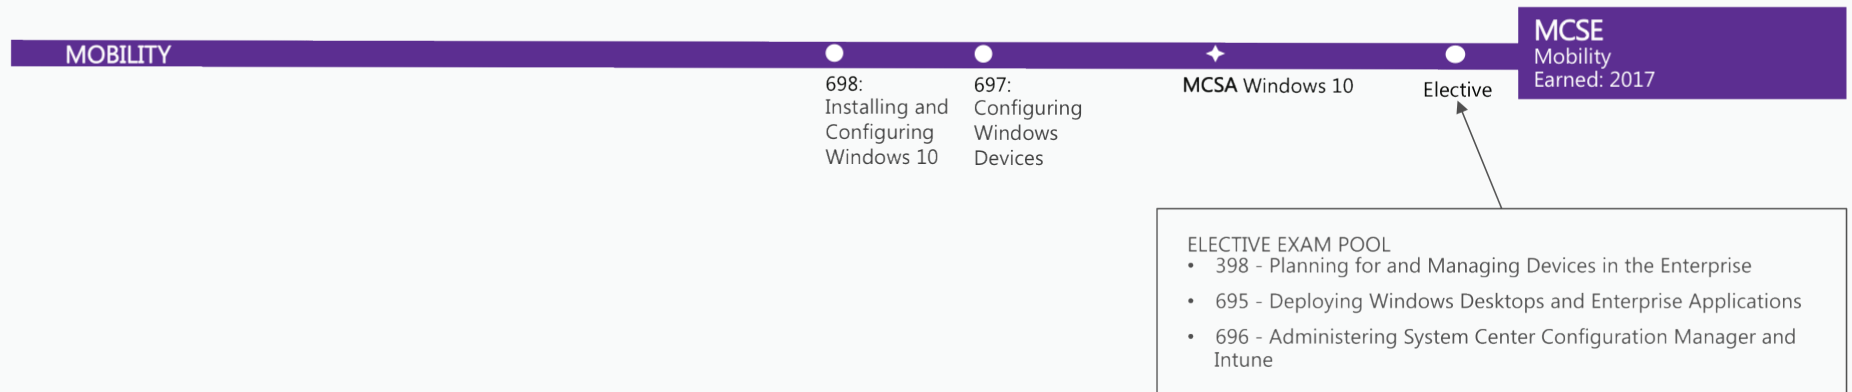 MOBILITY
698:
Installing and
Configuring
Windows 10
697:
Configuring
Windows
Devices
MCSA Windows 10
Elective
MCSE
Mobility
Earned: 2017
ELECTIVE EXAM POOL
• 398 - Planning for and Managing Devices in the Enterprise
• 695 - Deploying Windows Desktops and Enterprise Applications
• 696 - Administering System Center Configuration Manager and
Intune